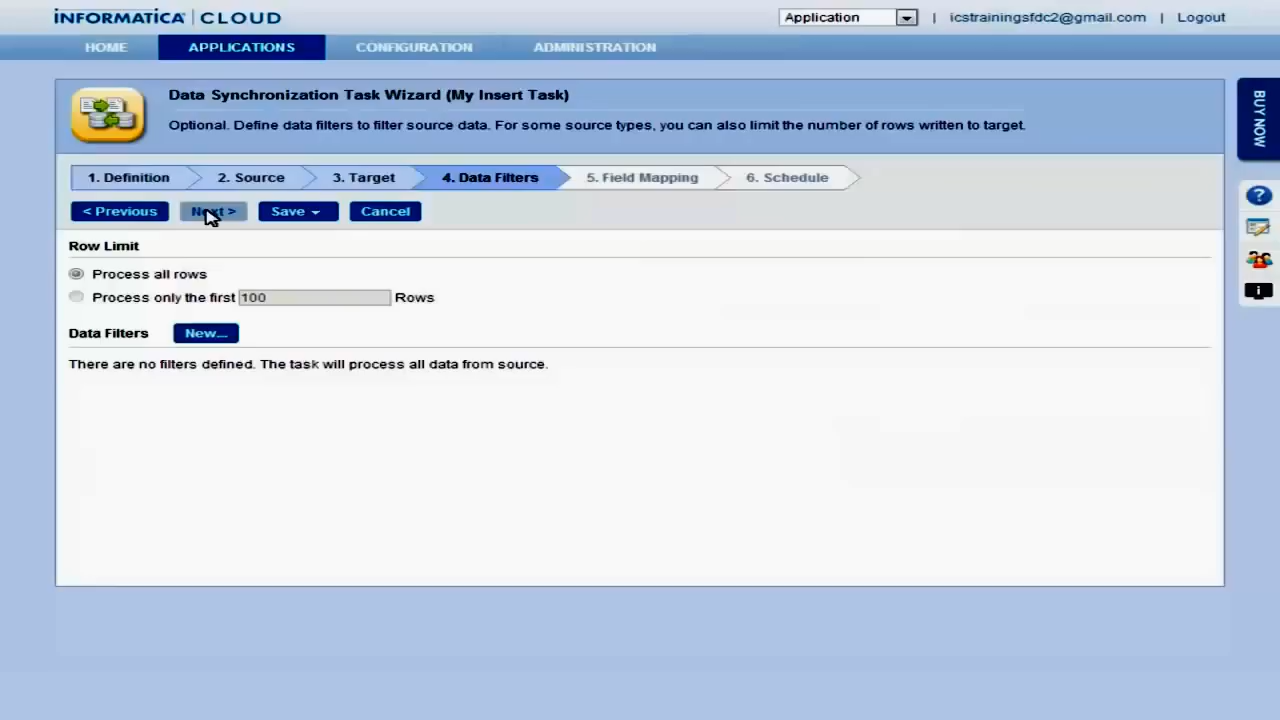 INFORMATICA | CLOUD
Application | icstrainingsfdc2@gmail.com | Logout
HOME APPLICATIONS CONFIGURATION ADMINISTRATION
BUY NOW
Data Synchronization Task Wizard (My Insert Task)
Optional. Define data filters to filter source data. For some source types, you can also limit the number of rows written to target.
1. Definition 2. Source 3. Target 4. Data Filters 5. Field Mapping 6. Schedule
< Previous Next > Save Cancel
Row Limit
Process all rows
Process only the first 100 Rows
Data Filters New...
There are no filters defined. The task will process all data from source.